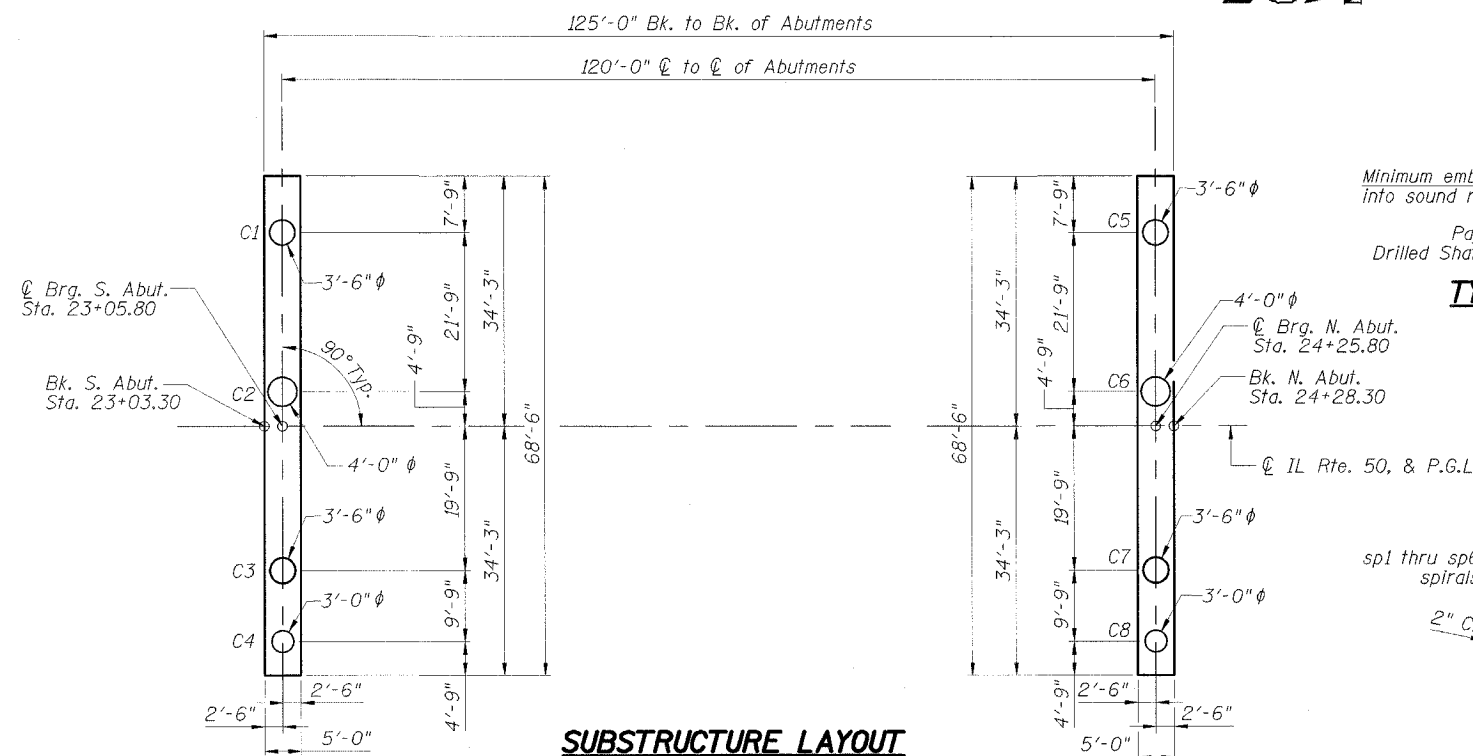 125'-0" Bk. to Bk. of Abutments
120'-0" ℄ to ℄ of Abutments
C1
3'-6" φ
℄ Brg. S. Abut.
Sta. 23+05.80
Bk. S. Abut.
Sta. 23+03.30
90° Typ.
C2
4'-0" φ
3'-6" φ
C3
3'-0" φ
C4
7'-9"
21'-9"
4'-9"
19'-9"
9'-9"
4'-9"
34'-3"
34'-3"
68'-6"
2'-6"
2'-6"
5'-0"
68'-6"
34'-3"
34'-3"
7'-9"
21'-9"
4'-9"
19'-9"
9'-9"
4'-9"
C5
3'-6" φ
4'-0" φ
C6
℄ Brg. N. Abut.
Sta. 24+25.80
Bk. N. Abut.
Sta. 24+28.30
℄ IL Rte. 50, & P.G.L
3'-6" φ
C7
3'-0" φ
C8
2'-6"
2'-6"
5'-0"
SUBSTRUCTURE LAYOUT
Minimum emb
into sound r
Pa
Drilled Shaf
sp1 thru sp6
spirals
2" C